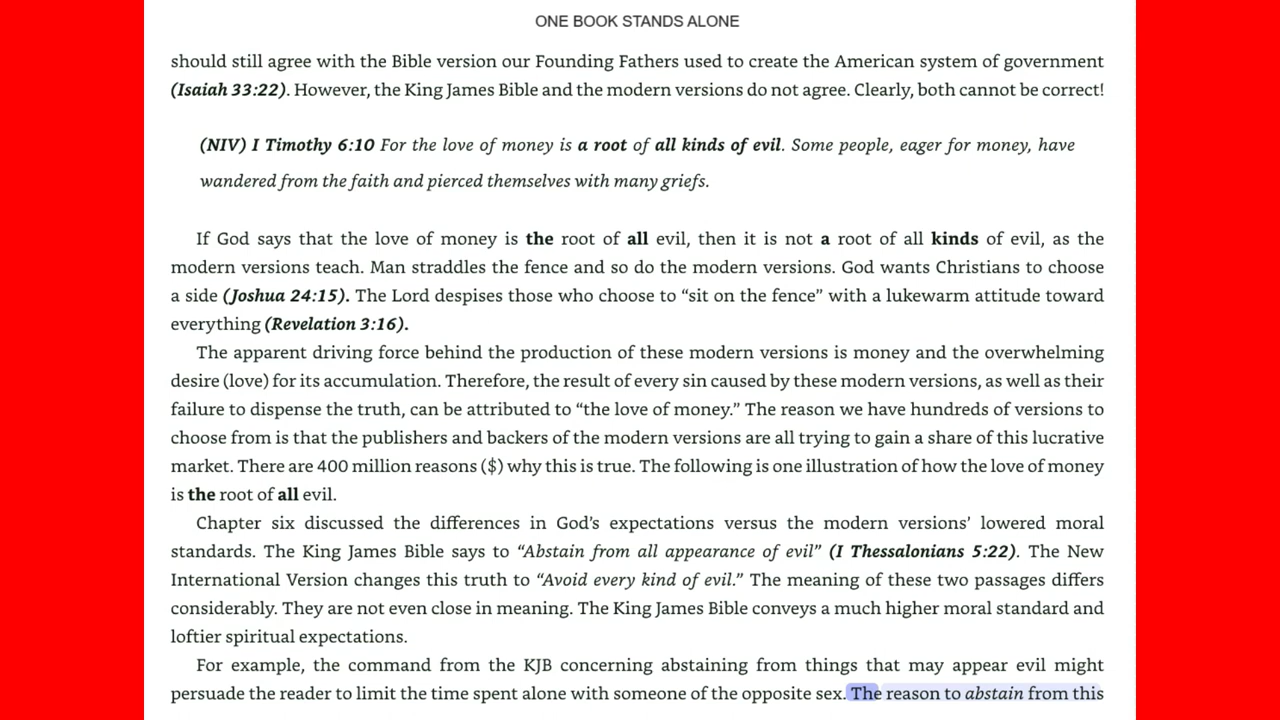 ONE BOOK STANDS ALONE
should still agree with the Bible version our Founding Fathers used to create the American system of government
(Isaiah 33:22). However, the King James Bible and the modern versions do not agree. Clearly, both cannot be correct!
(NIV) I Timothy 6:10 For the love of money is a root of all kinds of evil. Some people, eager for money, have
wandered from the faith and pierced themselves with many griefs.
If God says that the love of money is the root of all evil, then it is not a root of all kinds of evil, as the
modern versions teach. Man straddles the fence and so do the modern versions. God wants Christians to choose
a side (Joshua 24:15). The Lord despises those who choose to “sit on the fence” with a lukewarm attitude toward
everything (Revelation 3:16).
The apparent driving force behind the production of these modern versions is money and the overwhelming
desire (love) for its accumulation. Therefore, the result of every sin caused by these modern versions, as well as their
failure to dispense the truth, can be attributed to “the love of money.” The reason we have hundreds of versions to
choose from is that the publishers and backers of the modern versions are all trying to gain a share of this lucrative
market. There are 400 million reasons ($) why this is true. The following is one illustration of how the love of money
is the root of all evil.
Chapter six discussed the differences in God’s expectations versus the modern versions’ lowered moral
standards. The King James Bible says to “Abstain from all appearance of evil” (I Thessalonians 5:22). The New
International Version changes this truth to “Avoid every kind of evil.” The meaning of these two passages differs
considerably. They are not even close in meaning. The King James Bible conveys a much higher moral standard and
loftier spiritual expectations.
For example, the command from the KJB concerning abstaining from things that may appear evil might
persuade the reader to limit the time spent alone with someone of the opposite sex. The reason to abstain from this